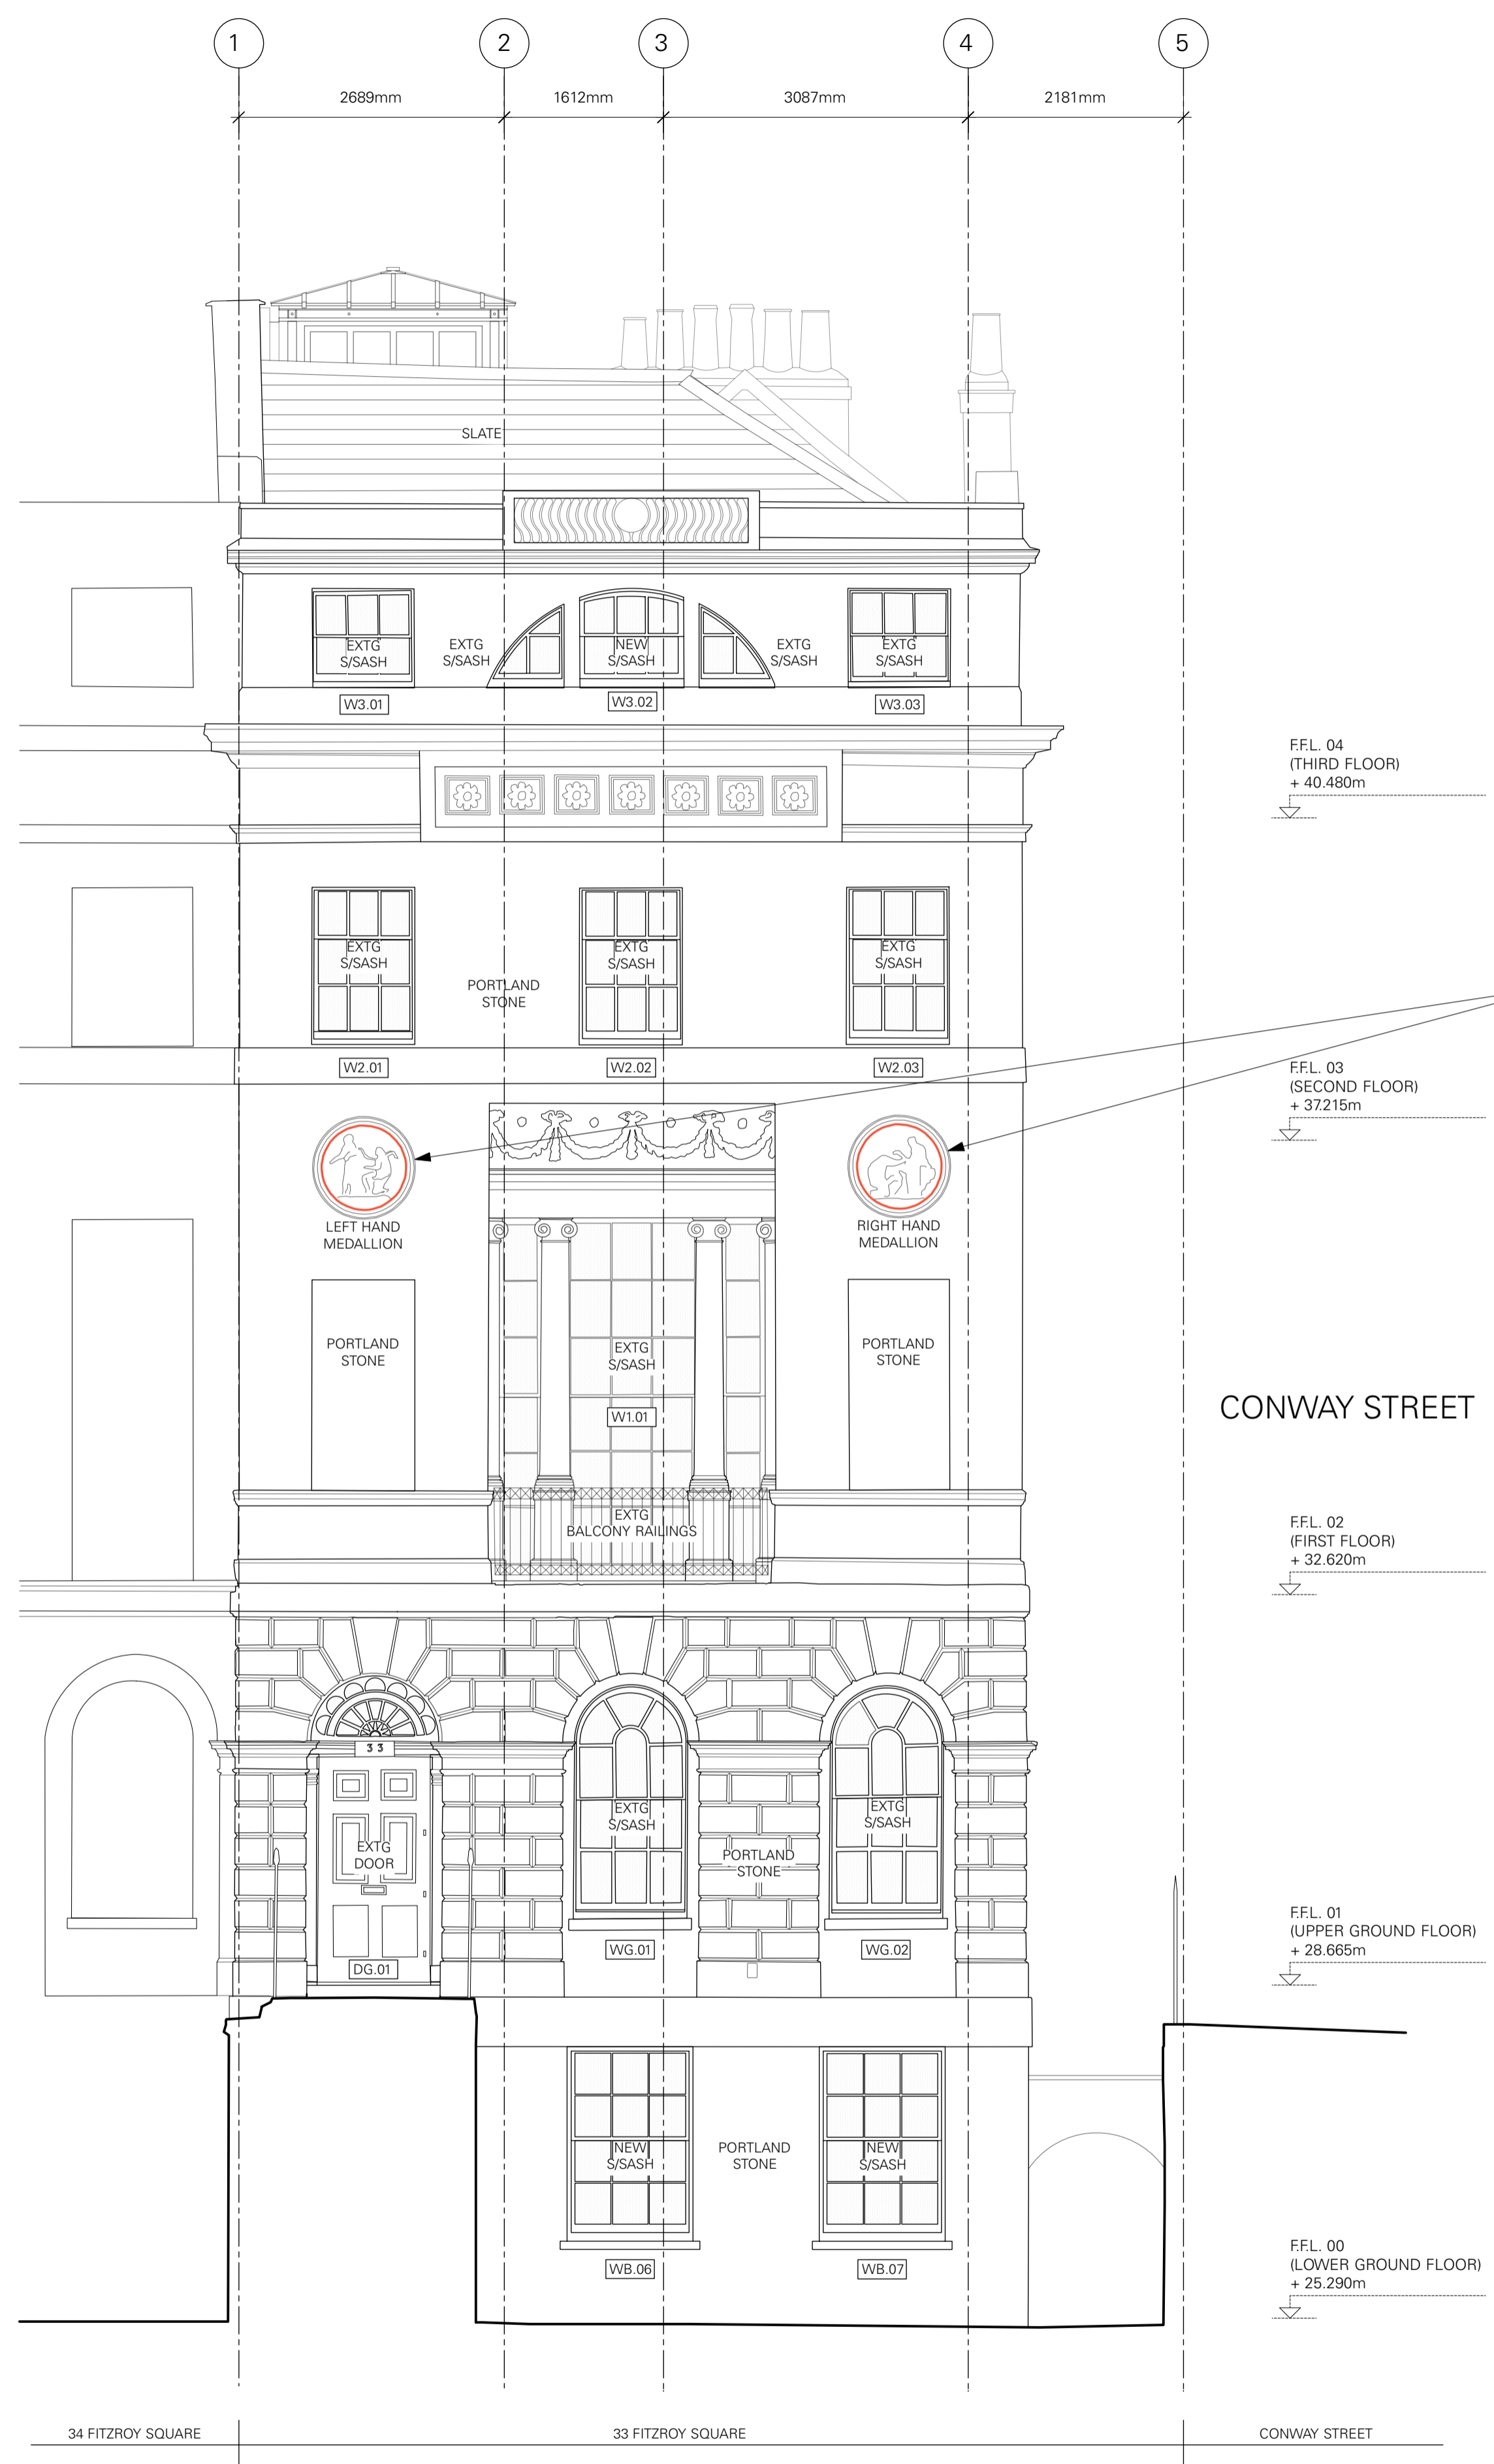 1
2
3
4
5
2689mm
1612mm
3087mm
2181mm
SLATE
EXTG
S/SASH
EXTG
S/SASH
NEW
S/SASH
EXTG
S/SASH
EXTG
S/SASH
W3.01
W3.02
W3.03
F.F.L. 04
(THIRD FLOOR)
+ 40.480m
EXTG
S/SASH
EXTG
S/SASH
EXTG
S/SASH
PORTLAND
STONE
W2.01
W2.02
W2.03
F.F.L. 03
(SECOND FLOOR)
+ 37.215m
LEFT HAND
MEDALLION
RIGHT HAND
MEDALLION
PORTLAND
STONE
EXTG
S/SASH
PORTLAND
STONE
W1.01
CONWAY STREET
EXTG
BALCONY RAILINGS
F.F.L. 02
(FIRST FLOOR)
+ 32.620m
33
EXTG
DOOR
EXTG
S/SASH
PORTLAND
STONE
EXTG
S/SASH
DG.01
WG.01
WG.02
F.F.L. 01
(UPPER GROUND FLOOR)
+ 28.665m
NEW
S/SASH
PORTLAND
STONE
NEW
S/SASH
WB.06
WB.07
F.F.L. 00
(LOWER GROUND FLOOR)
+ 25.290m
34 FITZROY SQUARE
33 FITZROY SQUARE
CONWAY STREET